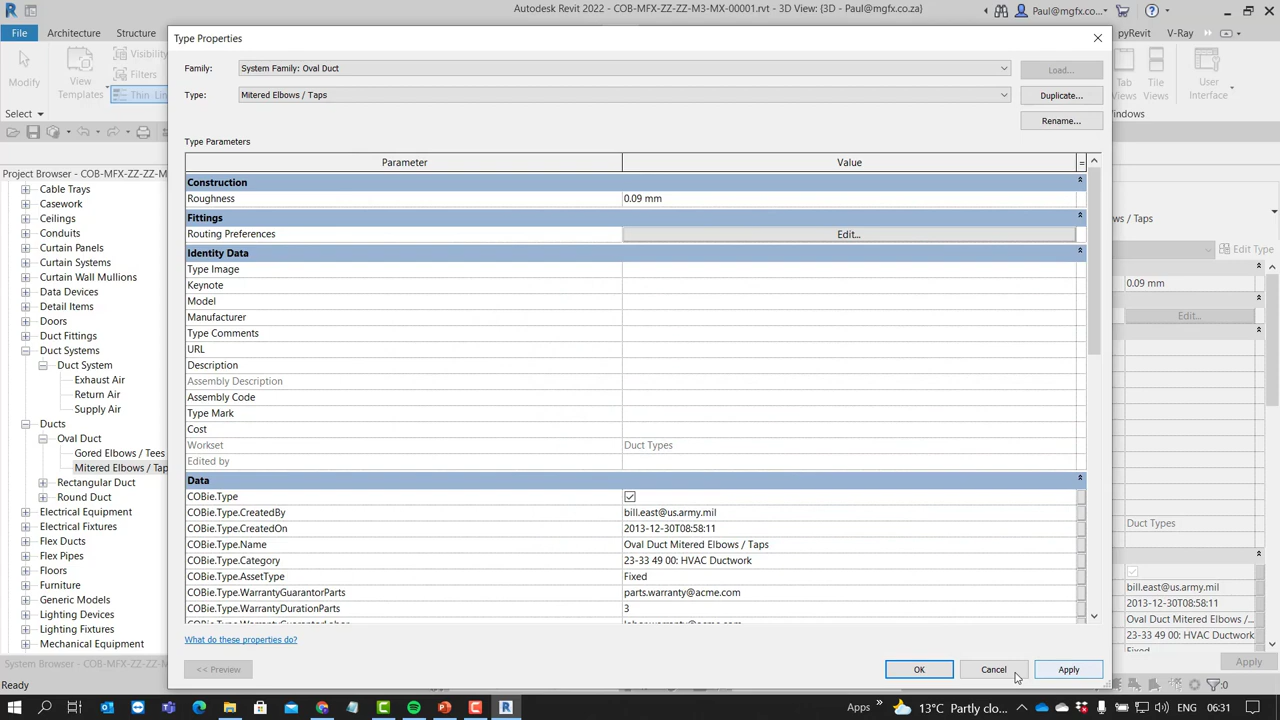 Autodesk Revit 2022 - COB-MFX-ZZ-ZZ-M3-MX-00001.rvt - 3D View: {3D - Paul@mgfx.co.za}
Paul@mgfx.co...
File
Architecture
Structure
pyRevit
V-Ray
Modify
View
Templates
Visibility
Filters
Thin Lin
Tab
Views
Tile
Views
User
Interface
Select
Windows
Type Properties
Family:
System Family: Oval Duct
Load...
Type:
Mitered Elbows / Taps
Duplicate...
Rename...
Type Parameters
Parameter
Value
=
Construction
Roughness
0.09 mm
Fittings
Routing Preferences
Edit...
Identity Data
Type Image
Keynote
Model
Manufacturer
Type Comments
URL
Description
Assembly Description
Assembly Code
Type Mark
Cost
Workset
Duct Types
Edited by
Data
COBie.Type
COBie.Type.CreatedBy
bill.east@us.army.mil
COBie.Type.CreatedOn
2013-12-30T08:58:11
COBie.Type.Name
Oval Duct Mitered Elbows / Taps
COBie.Type.Category
23-33 49 00: HVAC Ductwork
COBie.Type.AssetType
Fixed
COBie.Type.WarrantyGuarantorParts
parts.warranty@acme.com
COBie.Type.WarrantyDurationParts
3
What do these properties do?
<< Preview
OK
Cancel
Apply
Project Browser - COB-MFX-ZZ-ZZ-M
Cable Trays
Casework
Ceilings
Conduits
Curtain Panels
Curtain Systems
Curtain Wall Mullions
Data Devices
Detail Items
Doors
Duct Fittings
Duct Systems
Duct System
Exhaust Air
Return Air
Supply Air
Ducts
Oval Duct
Gored Elbows / Tees
Mitered Elbows / Tap
Rectangular Duct
Round Duct
Electrical Equipment
Electrical Fixtures
Flex Ducts
Flex Pipes
Floors
Furniture
Generic Models
Lighting Devices
Lighting Fixtures
Mechanical Equipment
System Browser - COB-MFX-ZZ-ZZ-M
Ready
ws / Taps
Edit Type
0.09 mm
Edit...
Duct Types
bill.east@us.army.mil
2013-12-30T08:58:11
Oval Duct Mitered Elbows /...
23-33 49 00: HVAC Ductwork
Fixed
Apply
:0
Apps
13°C Partly clo...
ENG
06:31